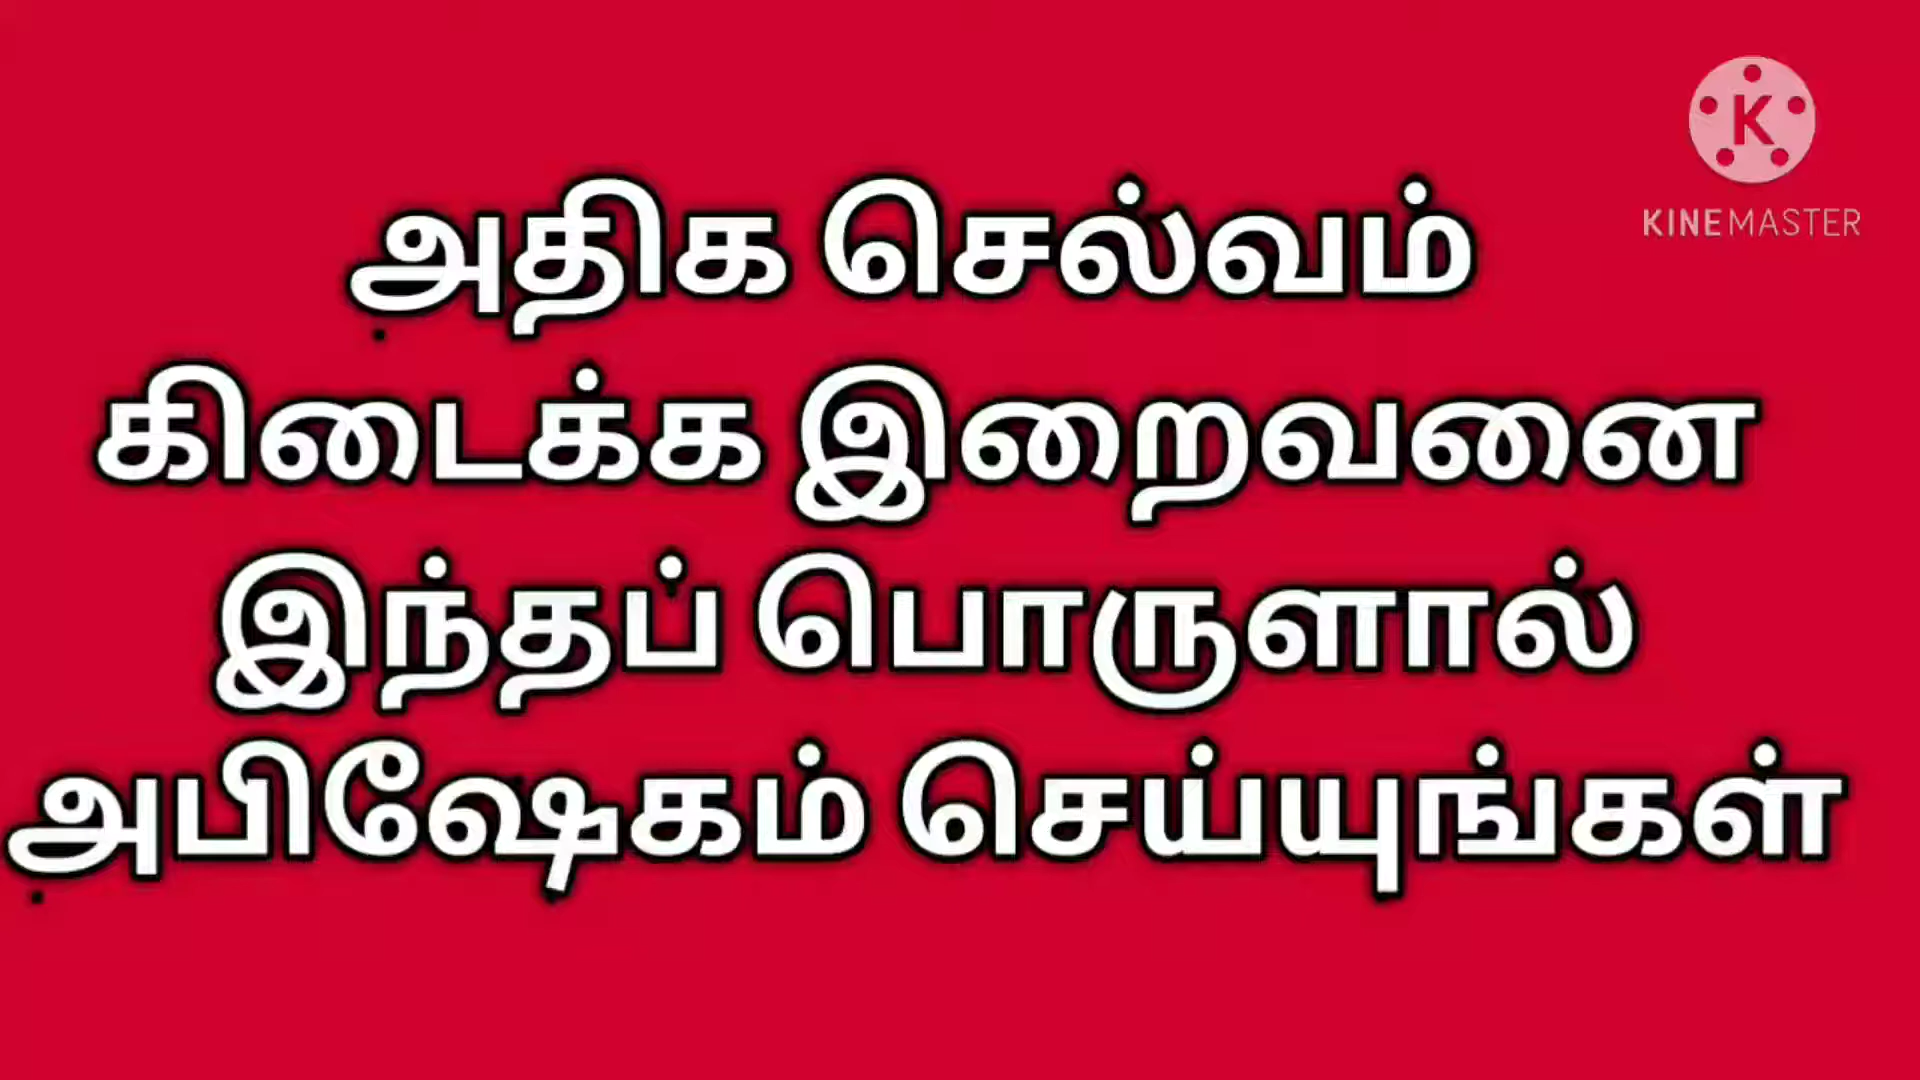 K
KINEMASTER
அதிக செல்வம்
கிடைக்க இறைவனை
இந்தப் பொருளால்
அபிஷேகம் செய்யுங்கள்